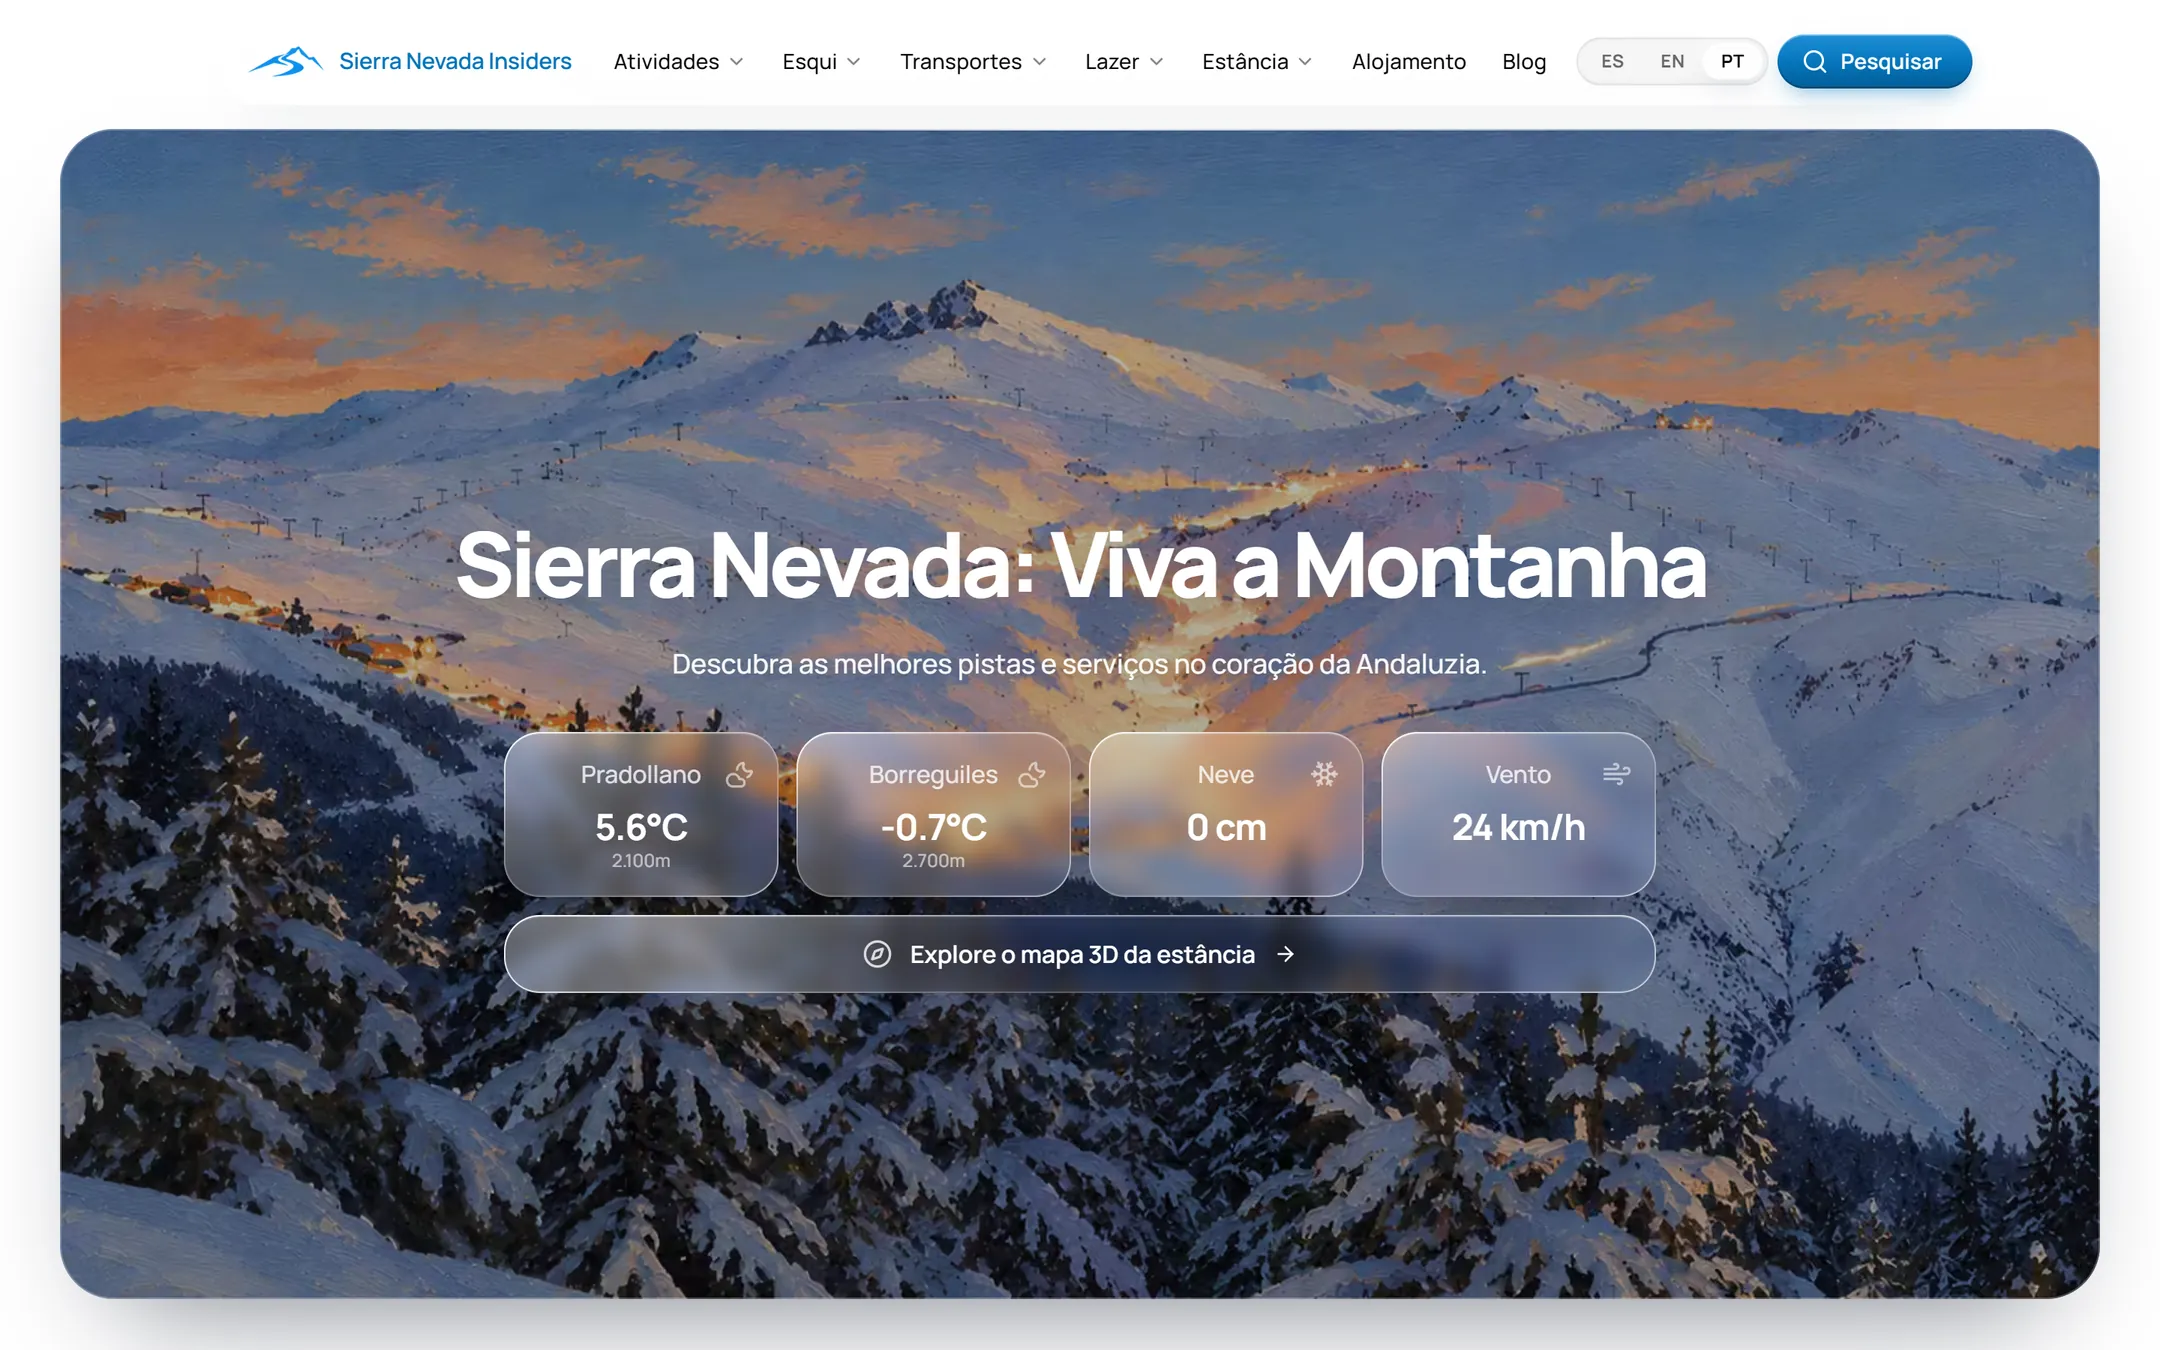 Sierra Nevada Insiders
Atividades
Esqui
Transportes
Lazer
Estância
Alojamento
Blog
ES
EN
PT
Pesquisar
Sierra Nevada: Viva a Montanha
Descubra as melhores pistas e serviços no coração da Andaluzia.
Pradollano
5.6°C
2.100m
Borreguiles
-0.7°C
2.700m
Neve
0 cm
Vento
24 km/h
Explore o mapa 3D da estância →